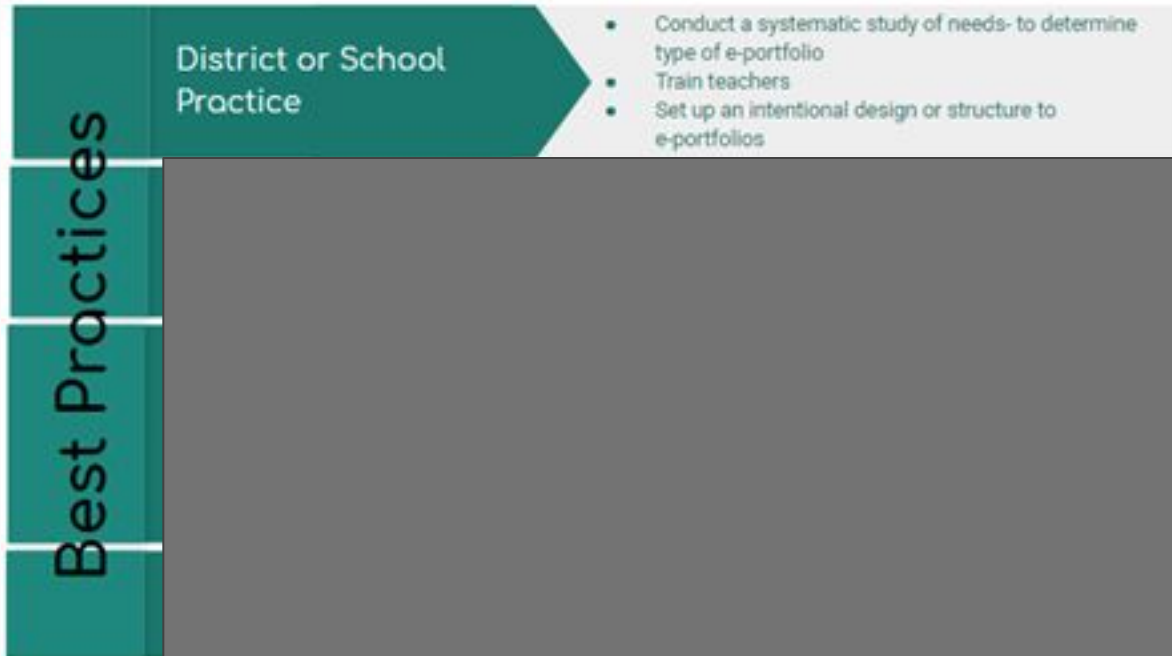 Best Practices
District or School
Practice
● Conduct a systematic study of needs- to determine
type of e-portfolio
● Train teachers
● Set up an intentional design or structure to
e-portfolios